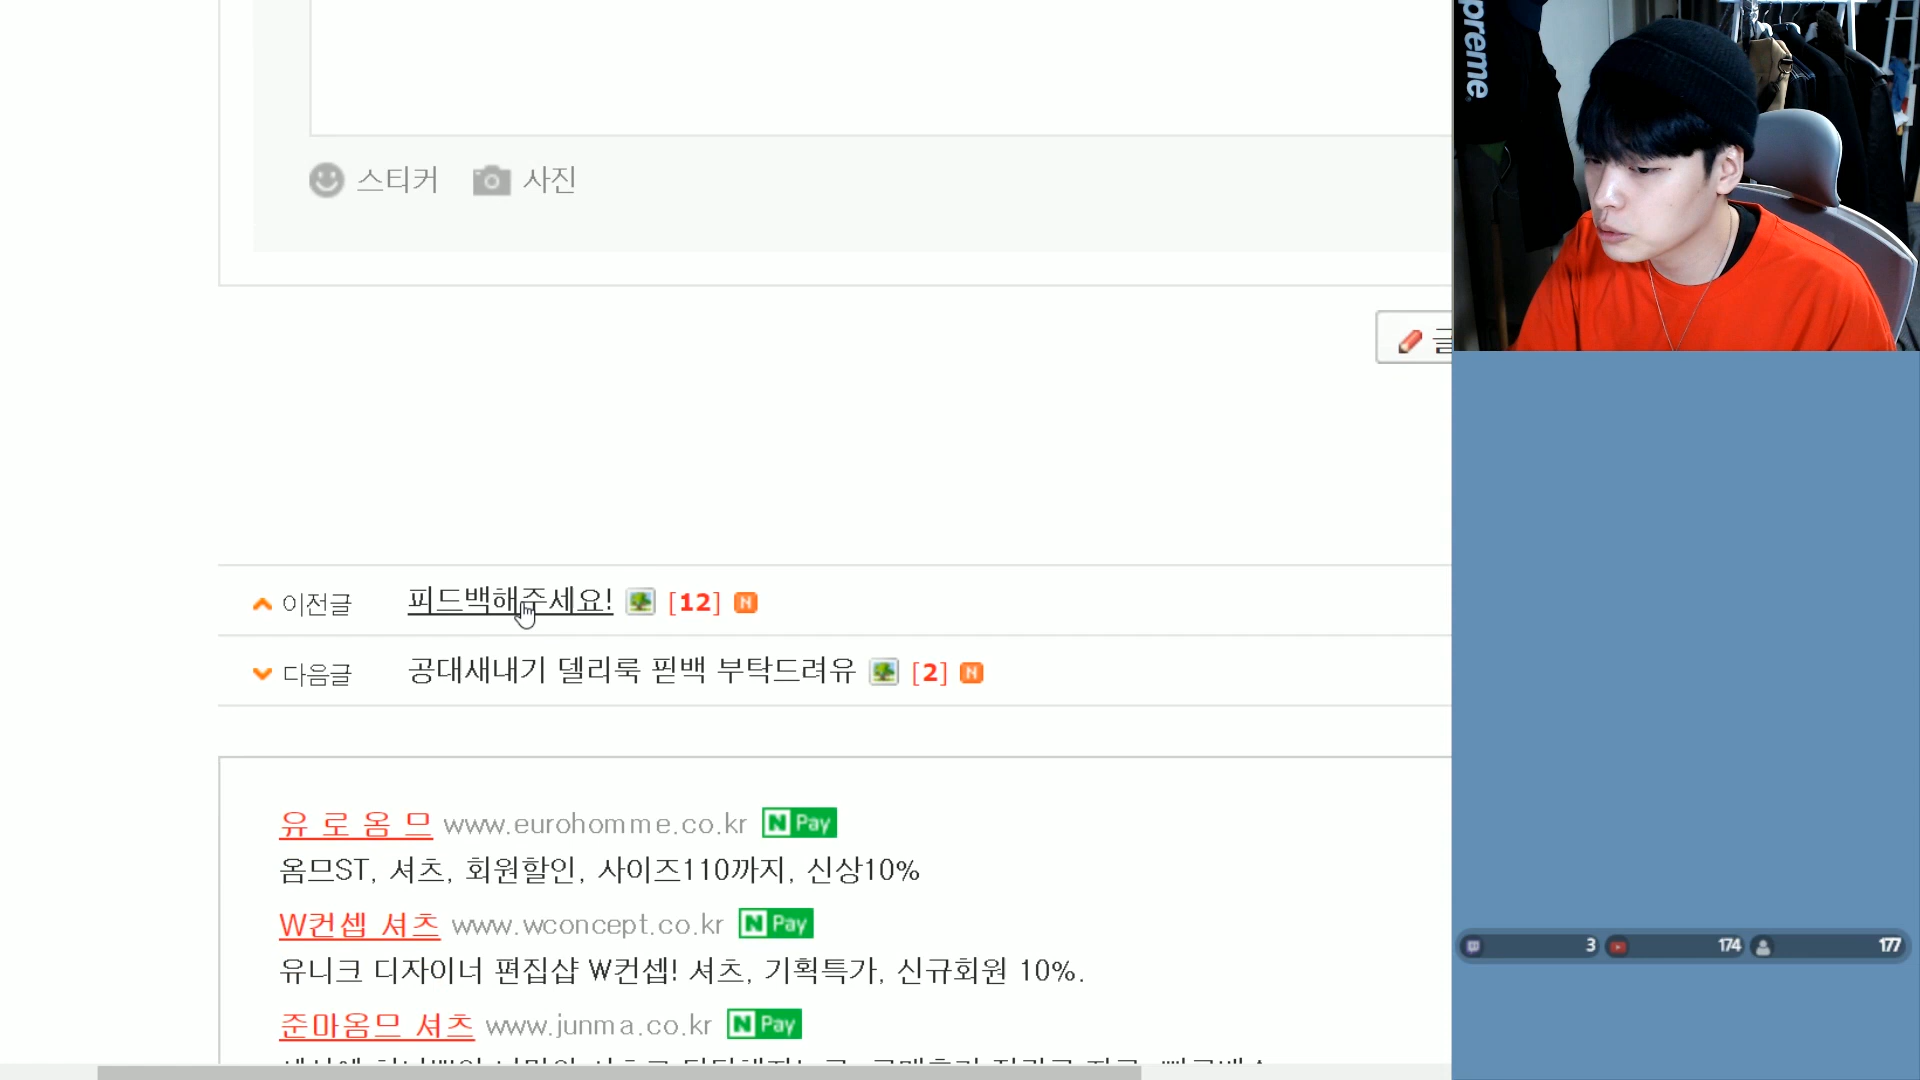 preme
스티커 사진
이전글 피드백해주세요! [12] N
다음글 공대새내기 델리룩 핃백 부탁드려유 [2] N
유 로 옴 므 www.eurohomme.co.kr N Pay
옴므ST, 셔츠, 회원할인, 사이즈110까지, 신상10%
W컨셉 셔츠 www.wconcept.co.kr N Pay
유니크 디자이너 편집샵 W컨셉! 셔츠, 기획특가, 신규회원 10%.
준마옴므 셔츠 www.junma.co.kr N Pay
3 174 177